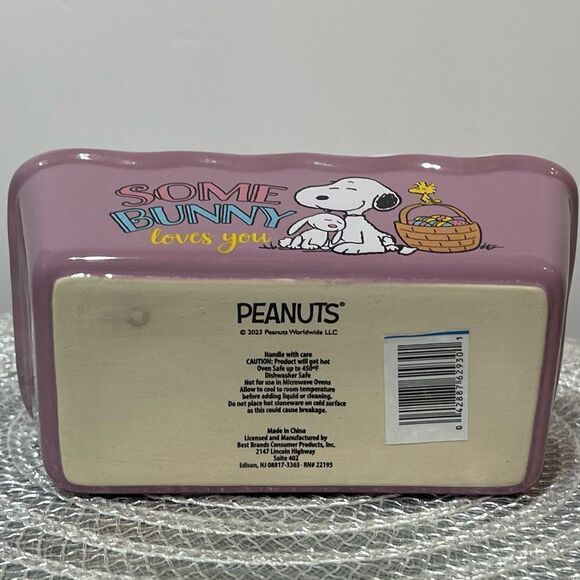 SOME
BUNNY
loves you
PEANUTS®
© 2023 Peanuts Worldwide LLC
Handle with care
CAUTION: Product will get hot
Oven Safe up to 450°F
Dishwasher Safe
Not for use in Microwave Ovens
Allow to cool to room temperature
before adding liquid or cleaning.
Do not place hot stoneware on cold surface
as this could cause breakage.
Made in China
Licensed and Manufactured by
Best Brands Consumer Products, Inc.
2147 Lincoln Highway
Suite 402
Edison, NJ 08817-3365 · RN# 22195
0 42887 62930 1